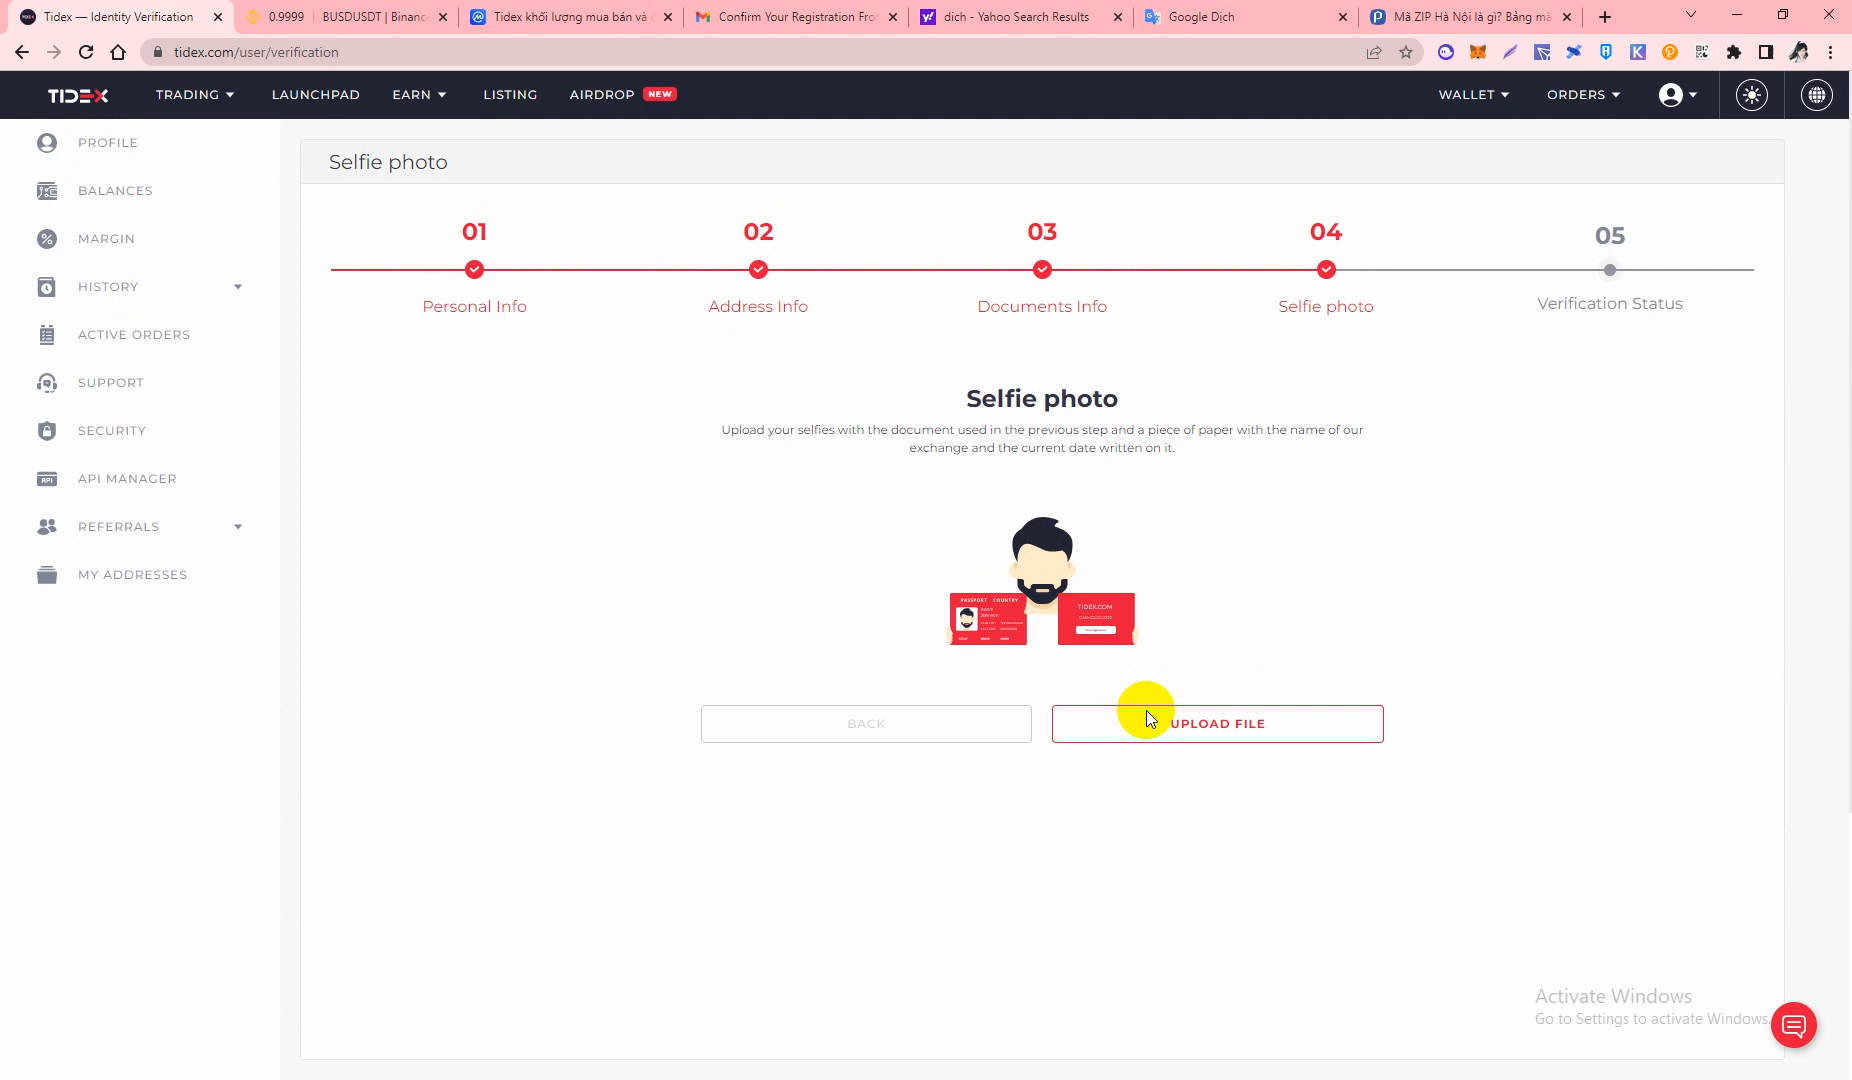 Tidex — Identity Verification
0.9999 | BUSDUSDT | Binance
Tidex khối lượng mua bán và
Confirm Your Registration Fro
dich - Yahoo Search Results
Google Dịch
Mã ZIP Hà Nội là gì? Bảng mã
tidex.com/user/verification
TIDEX
TRADING
LAUNCHPAD
EARN
LISTING
AIRDROP NEW
WALLET
ORDERS
PROFILE
BALANCES
MARGIN
HISTORY
ACTIVE ORDERS
SUPPORT
SECURITY
API MANAGER
REFERRALS
MY ADDRESSES
Selfie photo
01
02
03
04
05
Personal Info
Address Info
Documents Info
Selfie photo
Verification Status
Selfie photo
Upload your selfies with the document used in the previous step and a piece of paper with the name of our
exchange and the current date written on it.
PASSPORT COUNTRY
Adam
Johnson
TIDEX.COM
BACK
UPLOAD FILE
Activate Windows
Go to Settings to activate Windows.